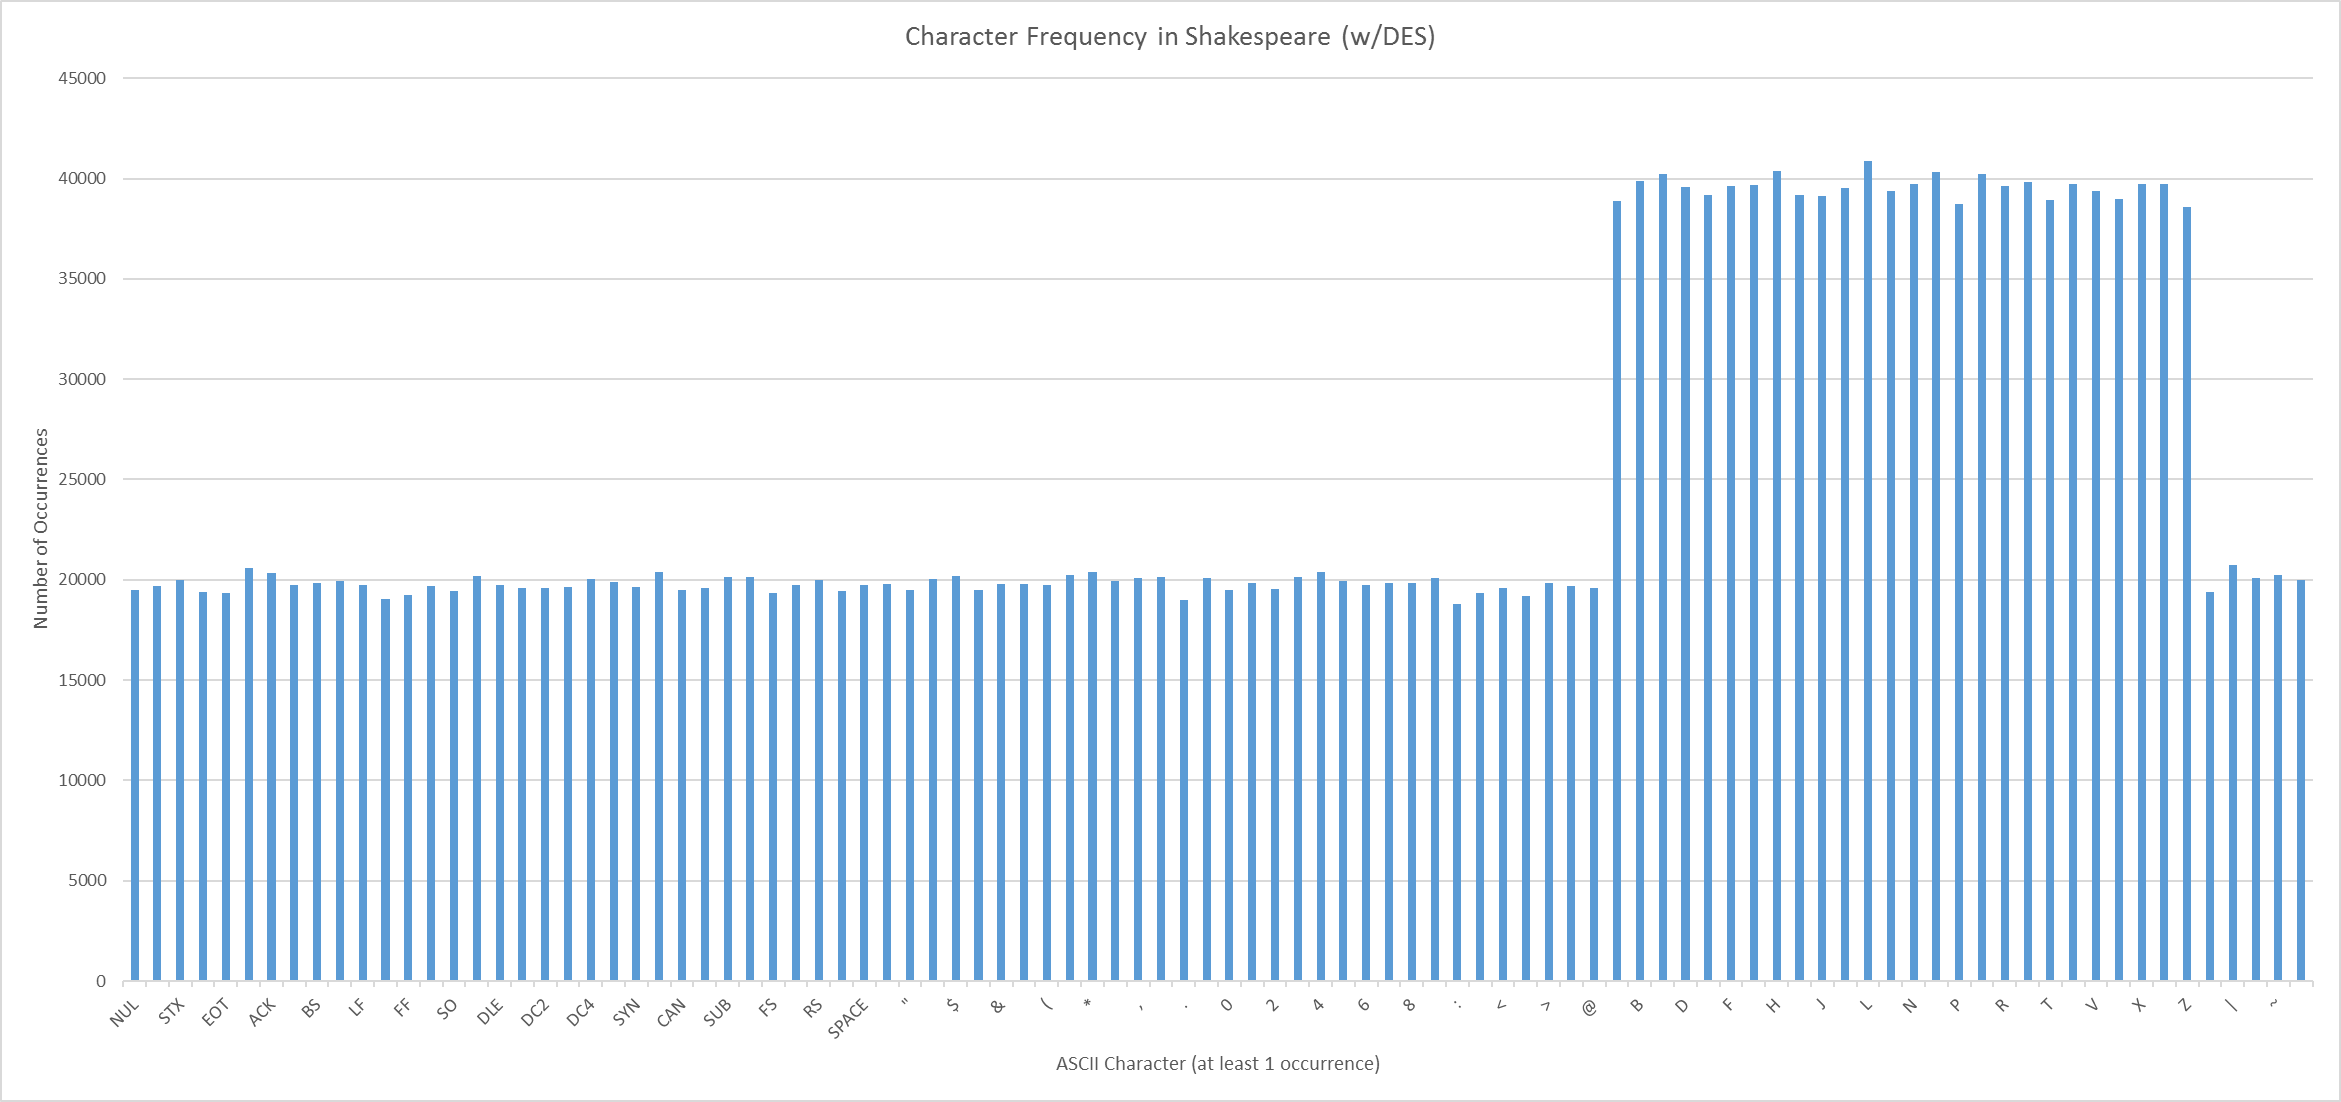 Character Frequency in Shakespeare (w/DES)
45000
40000
35000
30000
25000
20000
15000
10000
5000
0
Number of Occurrences
NUL STX EOT ACK BS LF FF SO DLE DC2 DC4 SYN CAN SUB FS RS SPACE " $ & ( * , . 0 2 4 6 8 : < > @ B D F H J L N P R T V X Z | ~
ASCII Character (at least 1 occurrence)